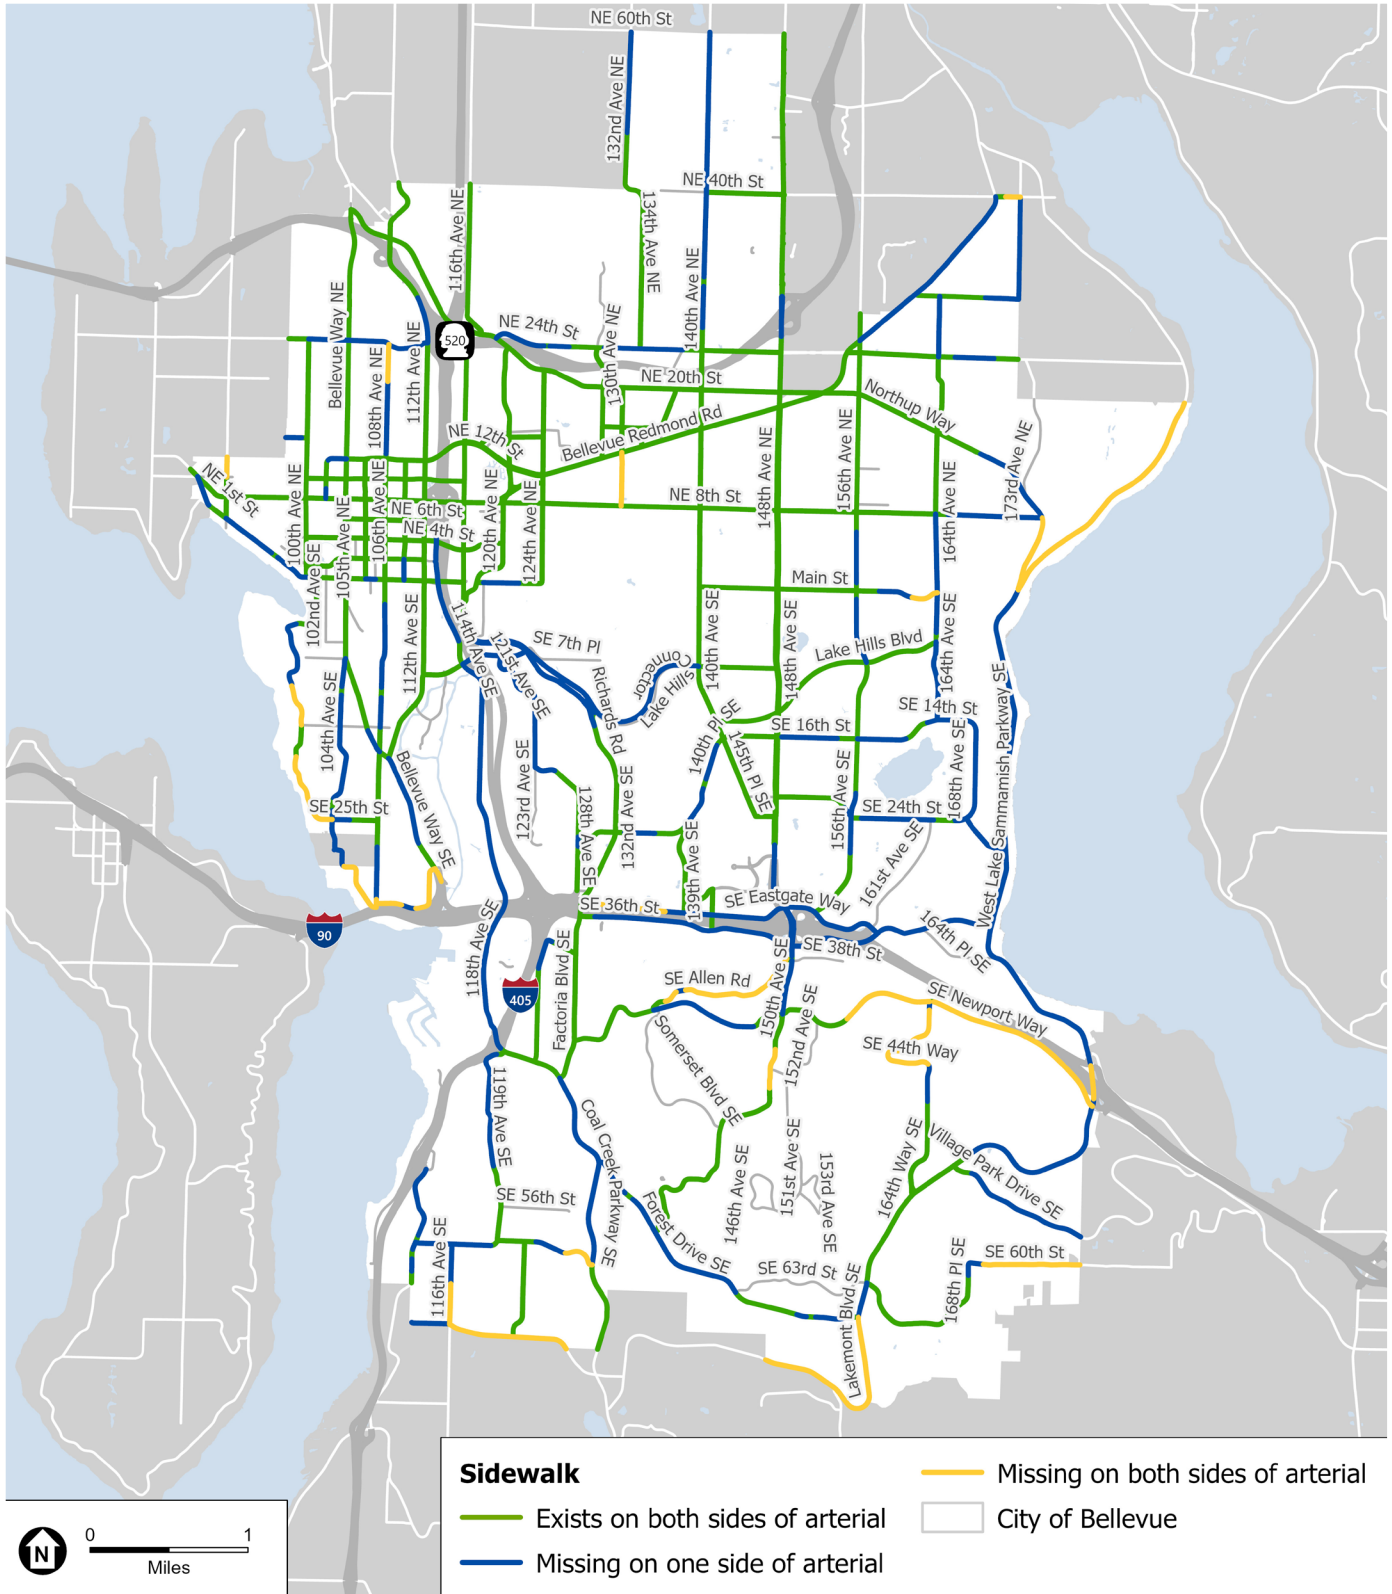 NE 60th St
132nd Ave NE
NE 40th St
134th Ave NE
116th Ave NE
140th Ave NE
Bellevue Way NE
112th Ave NE
520
NE 24th St
130th Ave NE
108th Ave NE
NE 20th St
Northup Way
NE 12th St
Bellevue Redmond Rd
148th Ave NE
156th Ave NE
173rd Ave NE
NE 1st St
100th Ave NE
105th Ave NE
106th Ave NE
NE 6th St
NE 4th St
120th Ave NE
124th Ave NE
NE 8th St
164th Ave NE
102nd Ave SE
Main St
112th Ave SE
114th Ave SE
121st Ave SE
SE 7th Pl
Lake Hills Connector
140th Ave SE
148th Ave SE
Lake Hills Blvd
164th Ave SE
104th Ave SE
Richards Rd
SE 14th St
SE 16th St
140th Pl SE
145th Pl SE
West Lake Sammamish Parkway SE
Bellevue Way SE
SE 25th St
123rd Ave SE
128th Ave SE
132nd Ave SE
156th Ave SE
SE 24th St
168th Ave SE
139th Ave SE
161st Ave SE
SE Eastgate Way
SE 36th St
90
118th Ave SE
164th Pl SE
SE 38th St
405
Factoria Blvd SE
SE Allen Rd
150th Ave SE
152nd Ave SE
SE Newport Way
SE 44th Way
Somerset Blvd SE
119th Ave SE
Coal Creek Parkway SE
Village Park Drive SE
164th Way SE
146th Ave SE
151st Ave SE
153rd Ave SE
SE 56th St
Forest Drive SE
116th Ave SE
SE 63rd St
SE 60th St
168th Pl SE
Lakemont Blvd SE
Sidewalk
Exists on both sides of arterial
Missing on one side of arterial
Missing on both sides of arterial
City of Bellevue
N
0 1
Miles